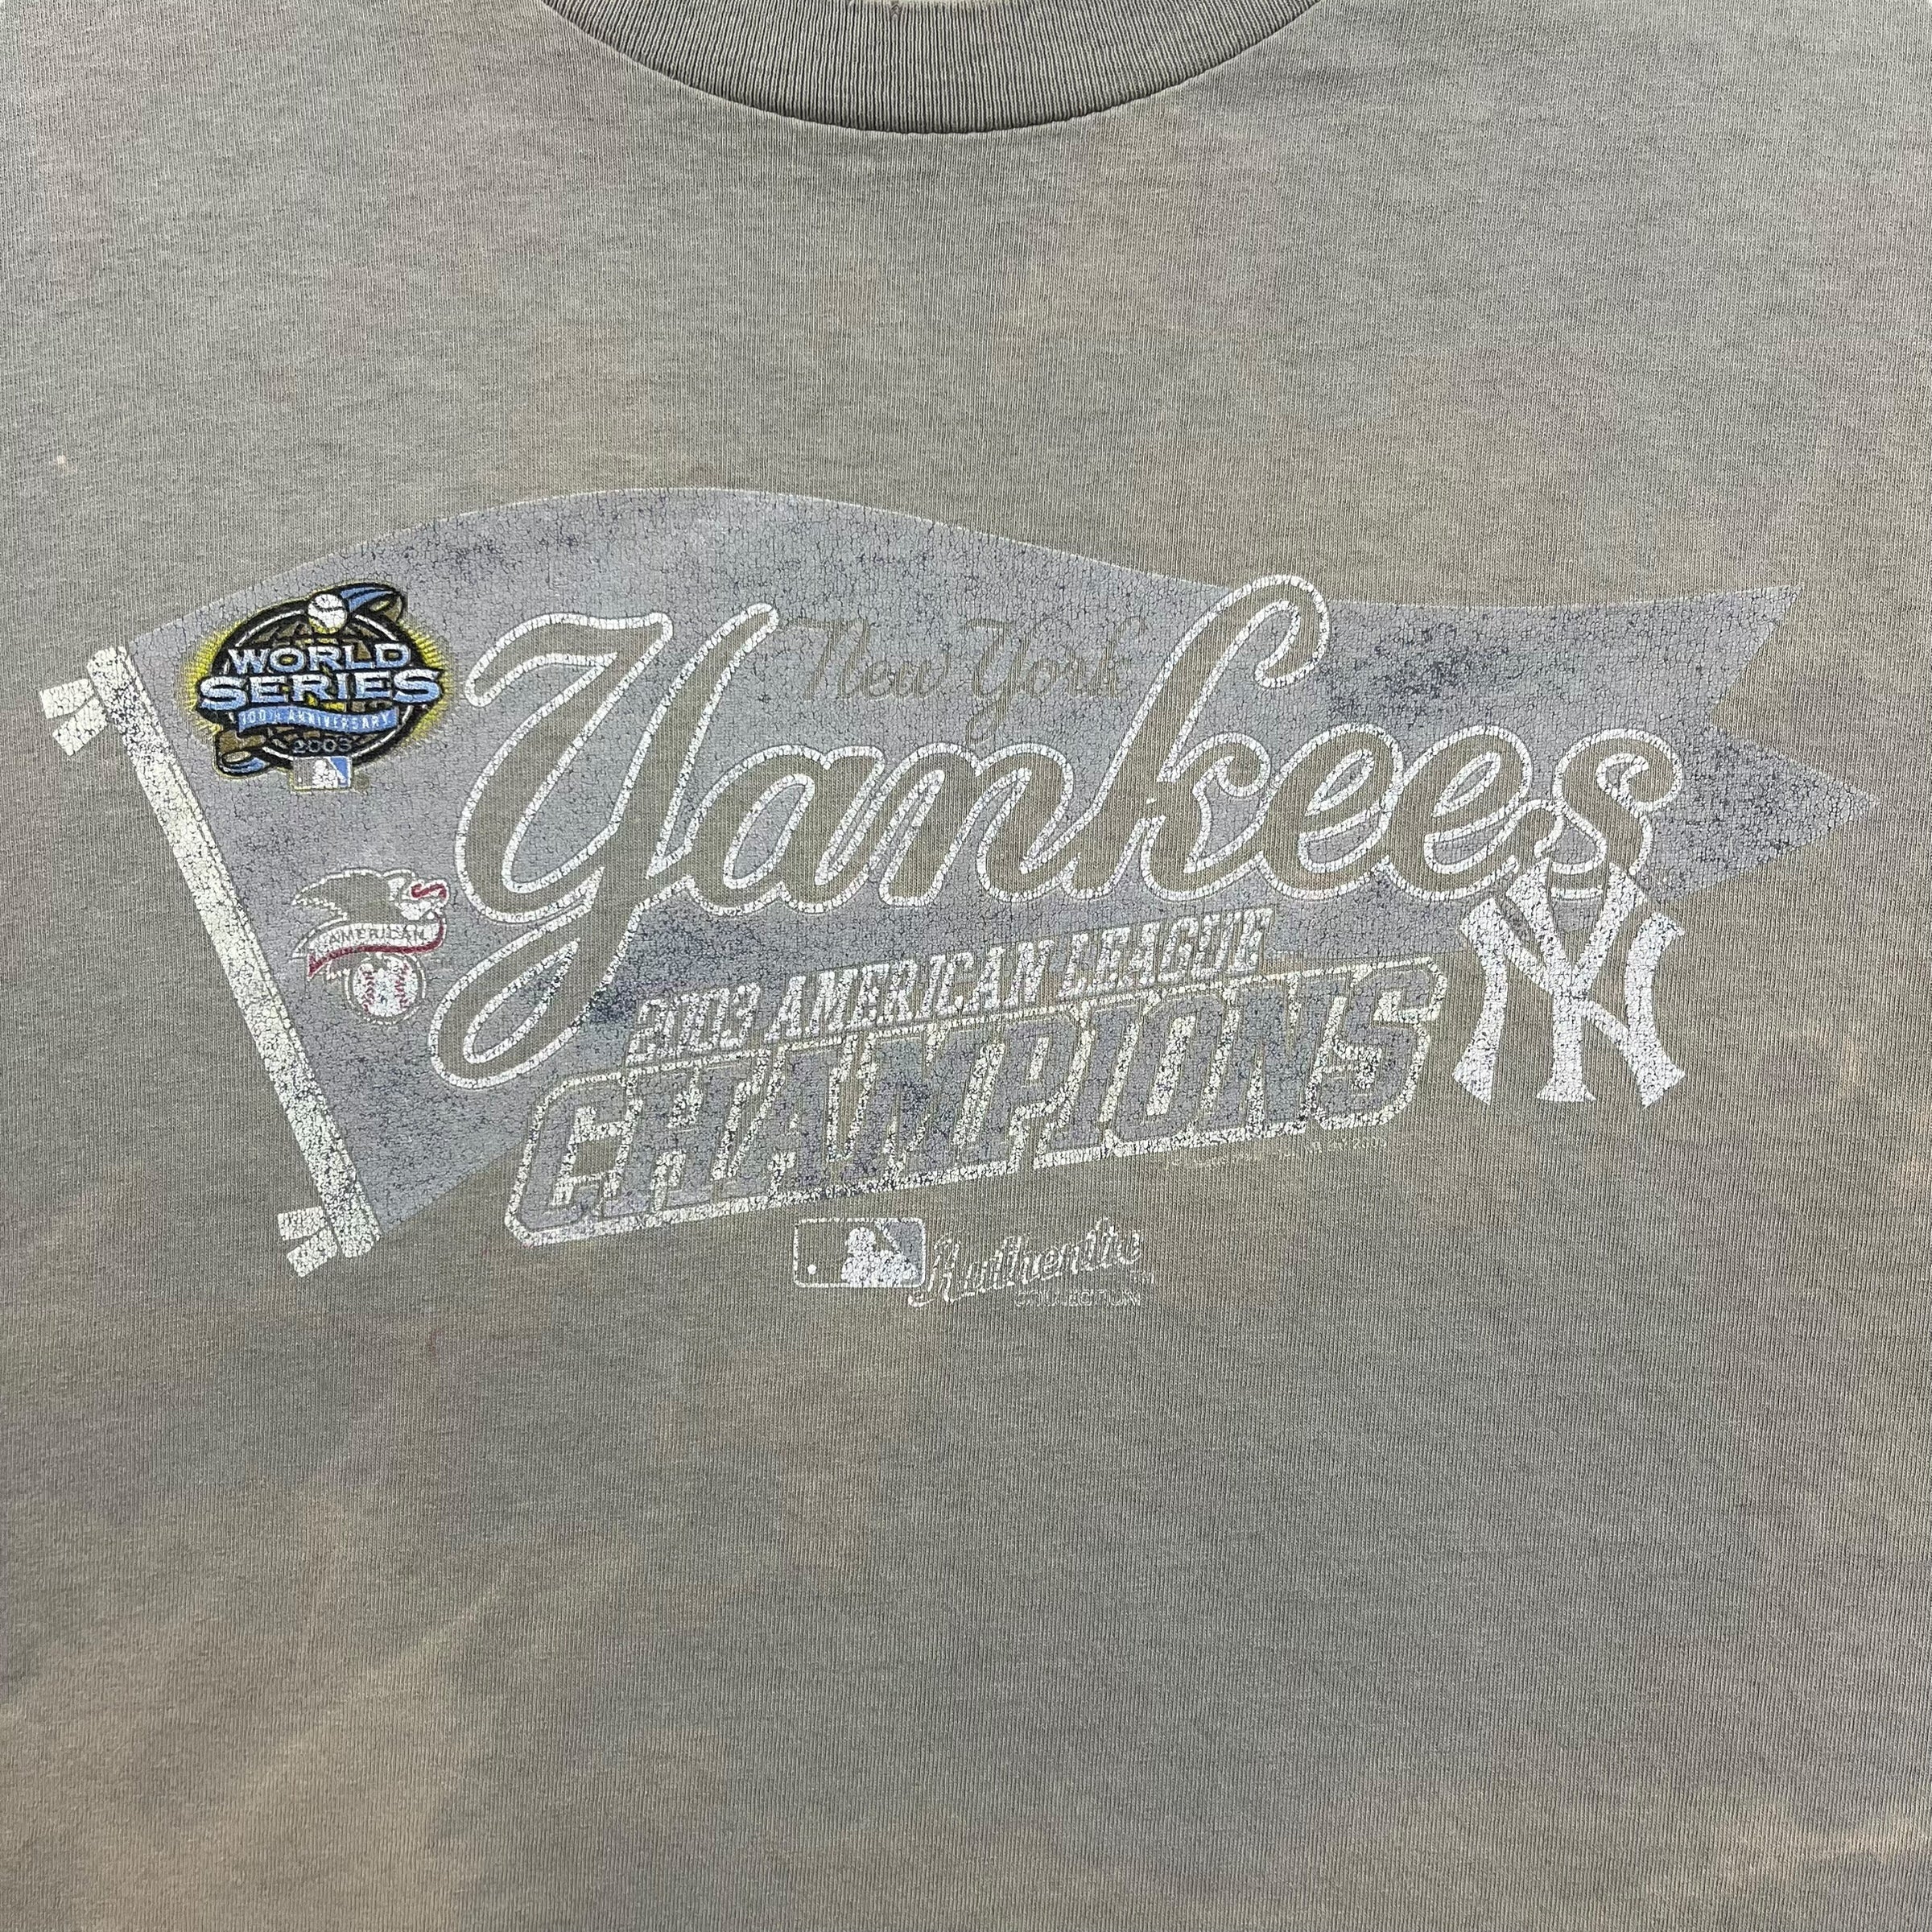 WORLD
SERIES
100TH ANNIVERSARY
2003
New York
Yankees
AMERICAN
2003 AMERICAN LEAGUE
CHAMPIONS
NY
Authentic
COLLECTION